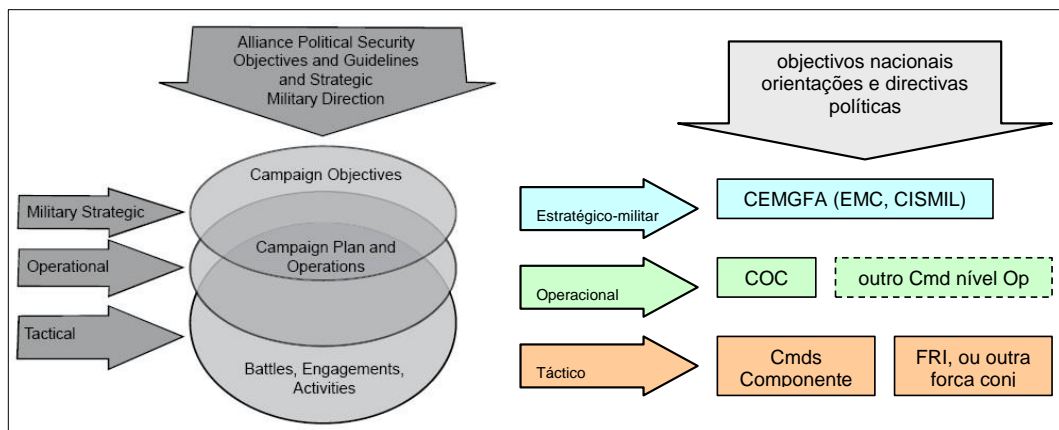 Alliance Political Security
Objectives and Guidelines
and Strategic
Military Direction
Military Strategic
Operational
Tactical
Campaign Objectives
Campaign Plan and
Operations
Battles, Engagements,
Activities
objectivos nacionais
orientações e directivas
políticas
Estratégico-militar
CEMGFA (EMC, CISMIL)
Operacional
COC
outro Cmd nível Op
Táctico
Cmds
Componente
FRI, ou outra
força conj